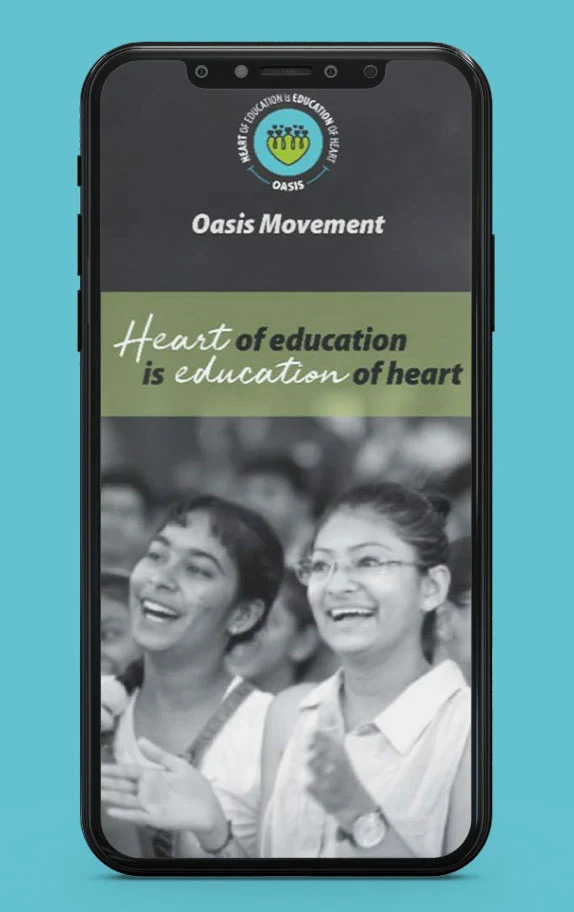 HEART OF EDUCATION is EDUCATION OF HEART
OASIS
Oasis Movement
Heart of education
is education of heart